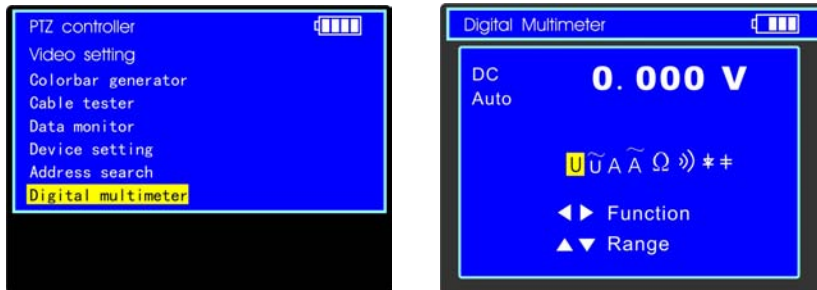 PTZ controller
Video setting
Colorbar generator
Cable tester
Data monitor
Device setting
Address search
Digital multimeter
Digital Multimeter
DC 0.000 V
Auto
U Ũ A Ã Ω
Function
Range